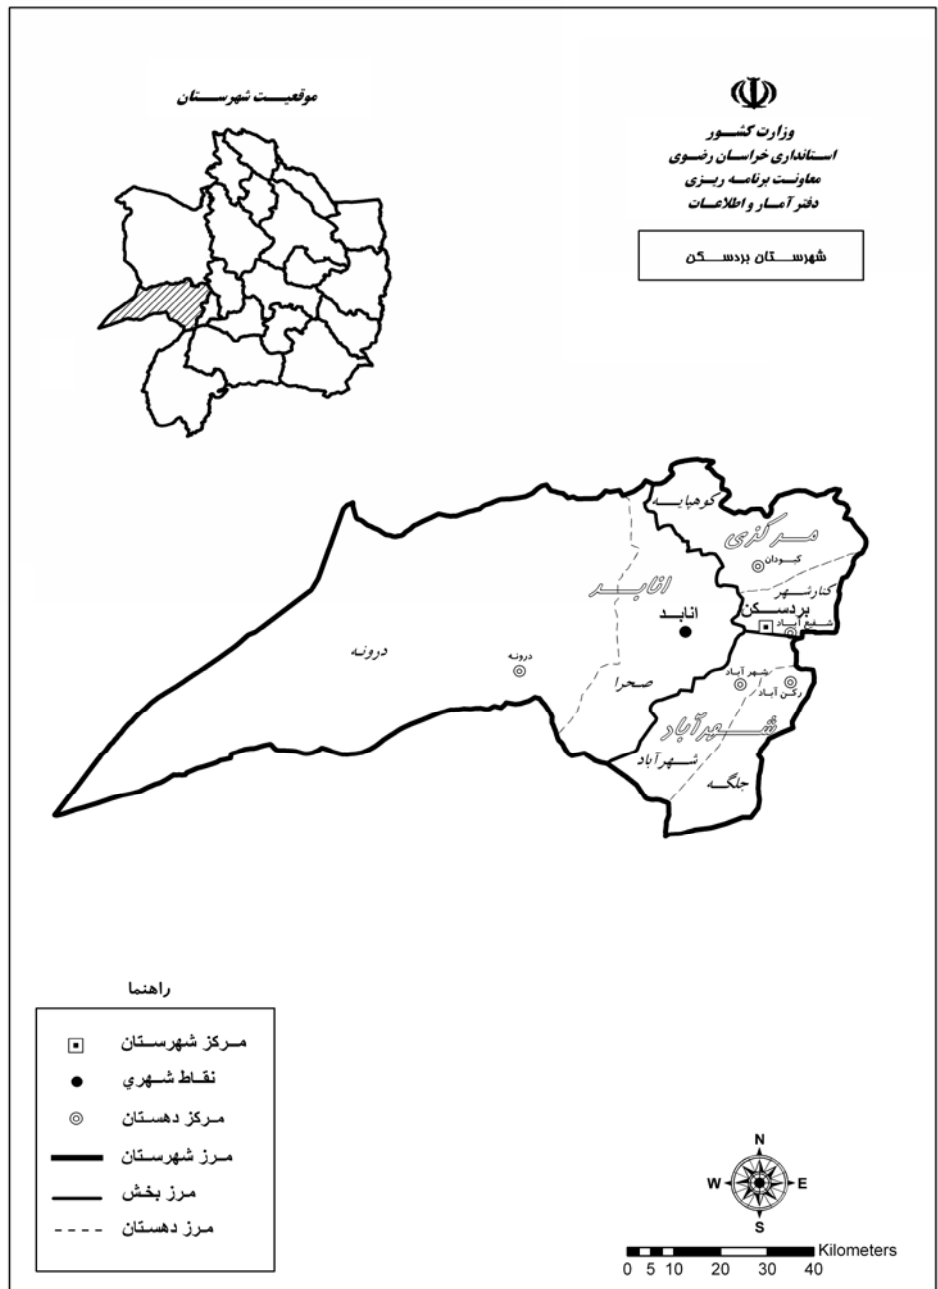 موقعیت شهرستان
وزارت کشور
استانداری خراسان رضوی
معاونت برنامه ریزی
دفتر آمار و اطلاعات
شهرستان بردسکن
کوهپایه
مرکزی
کبودان
کنارشهر
بردسکن
شفیع آباد
انابد
انابد
صحرا
درونه
درونه
شهرآباد
رکن آباد
شهرآباد
شهرآباد
جلگه
راهنما
مرکز شهرستان
نقاط شهري
مرکز دهستان
مرز شهرستان
مرز بخش
مرز دهستان
N
W
E
S
Kilometers
0 5 10 20 30 40